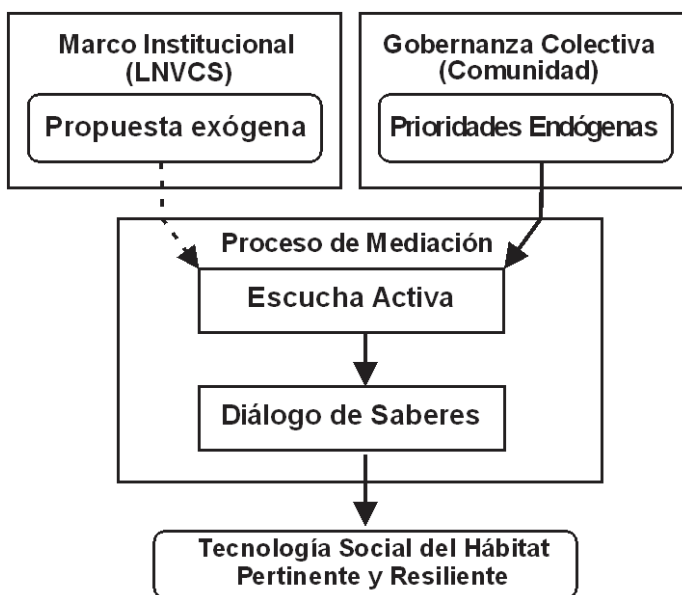 Marco Institucional
(LNVCS)
Propuesta exógena
Gobernanza Colectiva
(Comunidad)
Prioridades Endógenas
Proceso de Mediación
Escucha Activa
Diálogo de Saberes
Tecnología Social del Hábitat
Pertinente y Resiliente